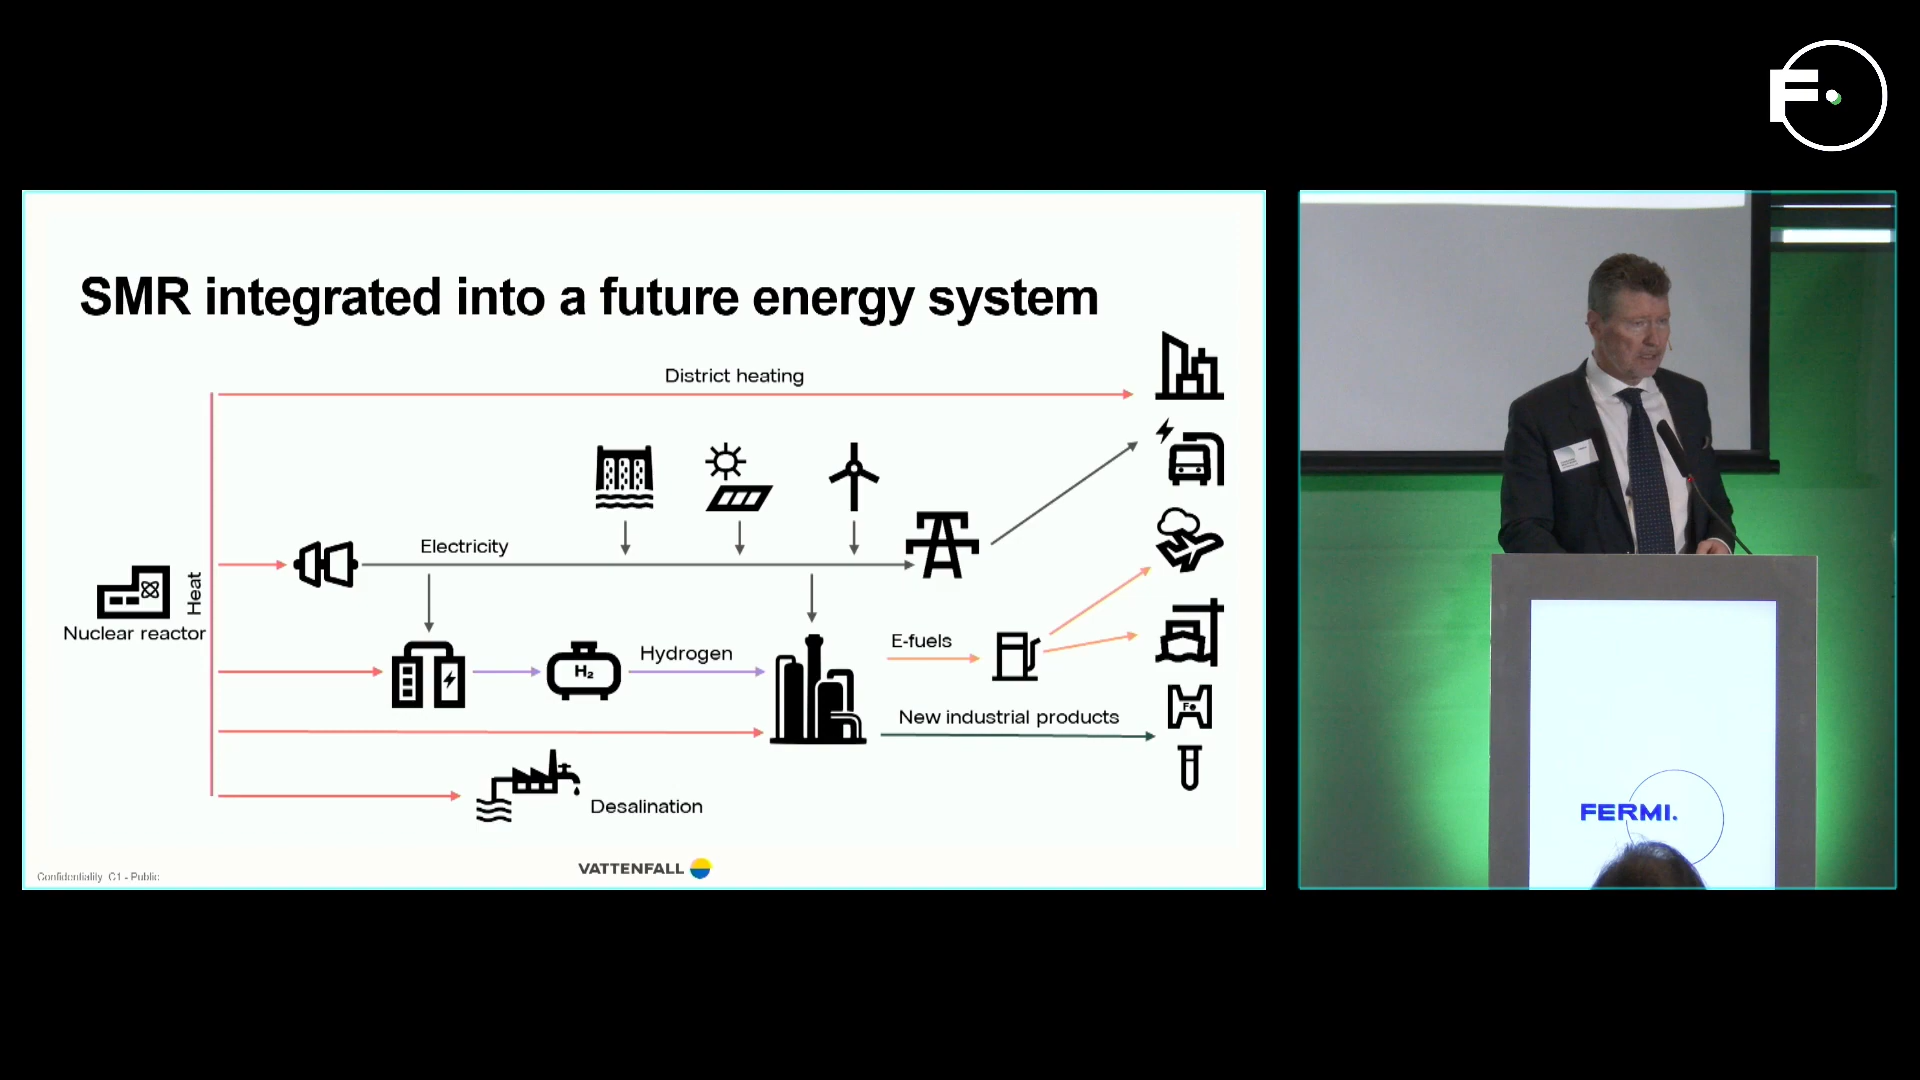 SMR integrated into a future energy system
District heating
Electricity
Heat
Nuclear reactor
H₂
Hydrogen
E-fuels
New industrial products
Fe
Desalination
Confidentiality C1 - Public
VATTENFALL
F.
FERMI.